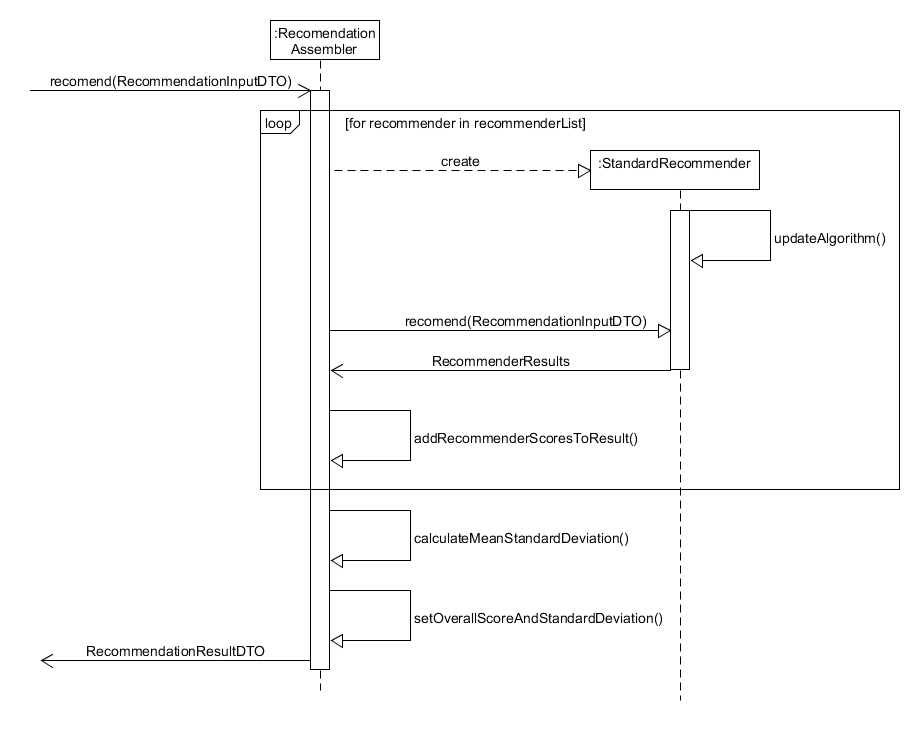 :Recomendation
Assembler
recomend(RecommendationInputDTO)
loop
[for recommender in recommenderList]
create
:StandardRecommender
updateAlgorithm()
recomend(RecommendationInputDTO)
RecommenderResults
addRecommenderScoresToResult()
calculateMeanStandardDeviation()
setOverallScoreAndStandardDeviation()
RecommendationResultDTO